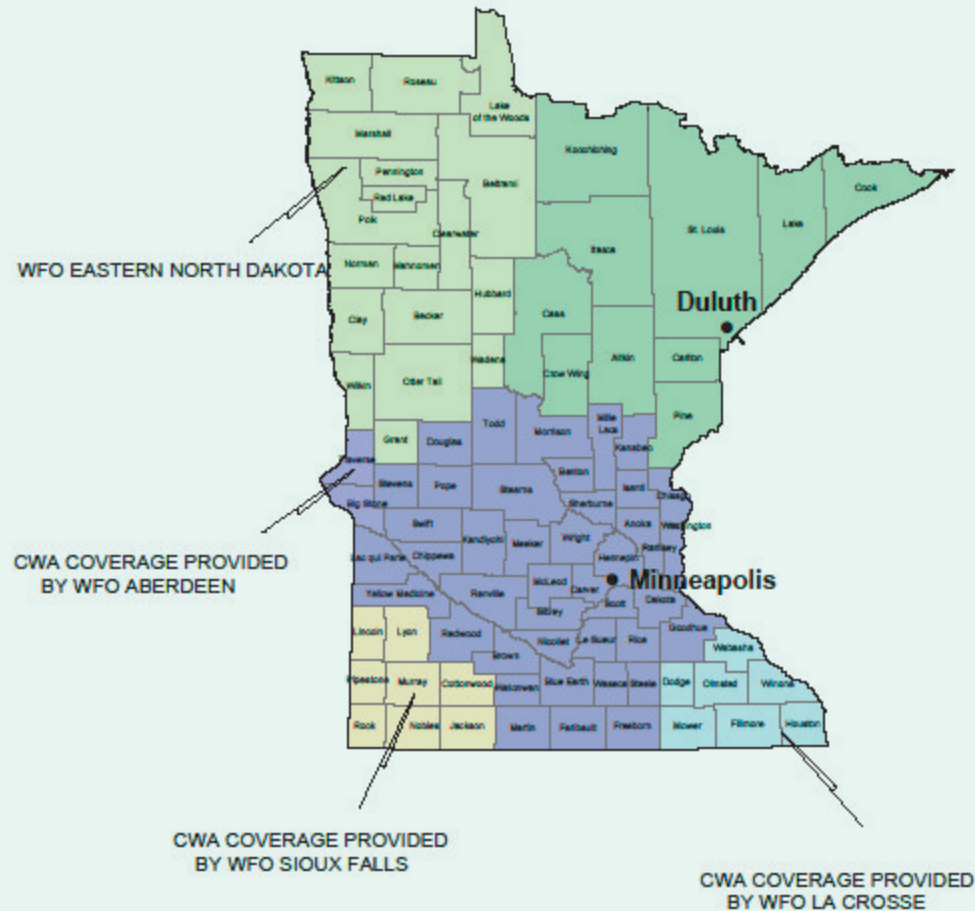 Kittson
Roseau
Lake
of the Woods
Marshall
Koochiching
Pennington
Beltrami
Red Lake
Cook
Polk
Clearwater
St. Louis
Lake
Itasca
WFO EASTERN NORTH DAKOTA
Norman
Mahnomen
Hubbard
Duluth
Clay
Becker
Cass
Wadena
Aitkin
Carlton
Crow Wing
Wilkin
Otter Tail
Pine
Todd
Mille
Lacs
Morrison
Grant
Douglas
Kanabec
Traverse
Benton
Stevens
Pope
Stearns
Isanti
Chisago
Big Stone
Sherburne
Swift
Anoka
Washington
Kandiyohi
Meeker
Wright
Ramsey
CWA COVERAGE PROVIDED
BY WFO ABERDEEN
Lac qui Parle
Chippewa
Hennepin
McLeod
Minneapolis
Yellow Medicine
Renville
Carver
Scott
Dakota
Sibley
Lincoln
Lyon
Redwood
Nicollet
Le Sueur
Rice
Goodhue
Wabasha
Brown
Pipestone
Murray
Cottonwood
Watonwan
Blue Earth
Waseca
Steele
Dodge
Olmsted
Winona
Rock
Nobles
Jackson
Martin
Faribault
Freeborn
Mower
Fillmore
Houston
CWA COVERAGE PROVIDED
BY WFO SIOUX FALLS
CWA COVERAGE PROVIDED
BY WFO LA CROSSE